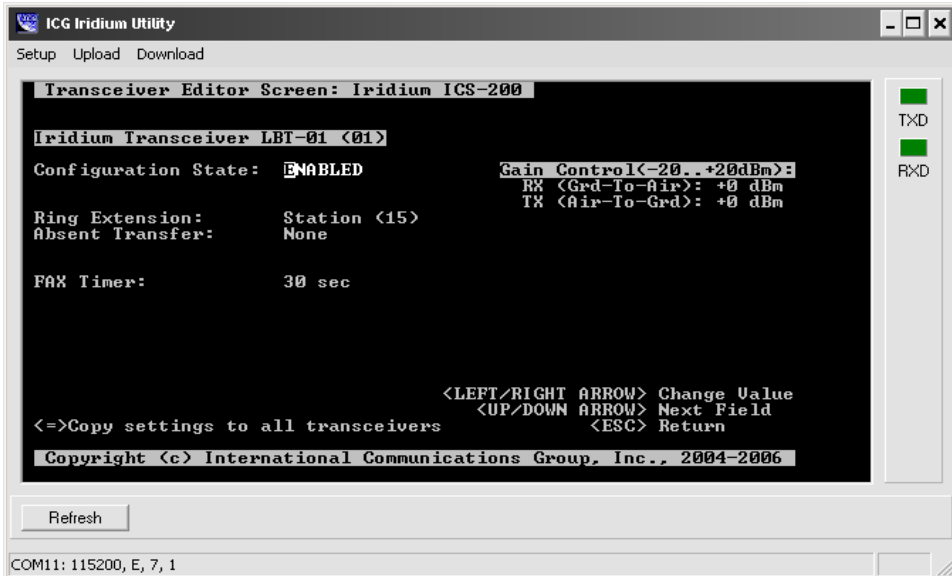 ICG Iridium Utility
Setup Upload Download
Transceiver Editor Screen: Iridium ICS-200
TXD
RXD
Iridium Transceiver LBT-01 (01)
Configuration State: ENABLED
Gain Control(-20..+20dBm):
RX (Grd-To-Air): +0 dBm
TX (Air-To-Grd): +0 dBm
Ring Extension: Station (15)
Absent Transfer: None
FAX Timer: 30 sec
<LEFT/RIGHT ARROW> Change Value
<UP/DOWN ARROW> Next Field
<=>Copy settings to all transceivers <ESC> Return
Copyright (c) International Communications Group, Inc., 2004-2006
Refresh
COM11: 115200, E, 7, 1